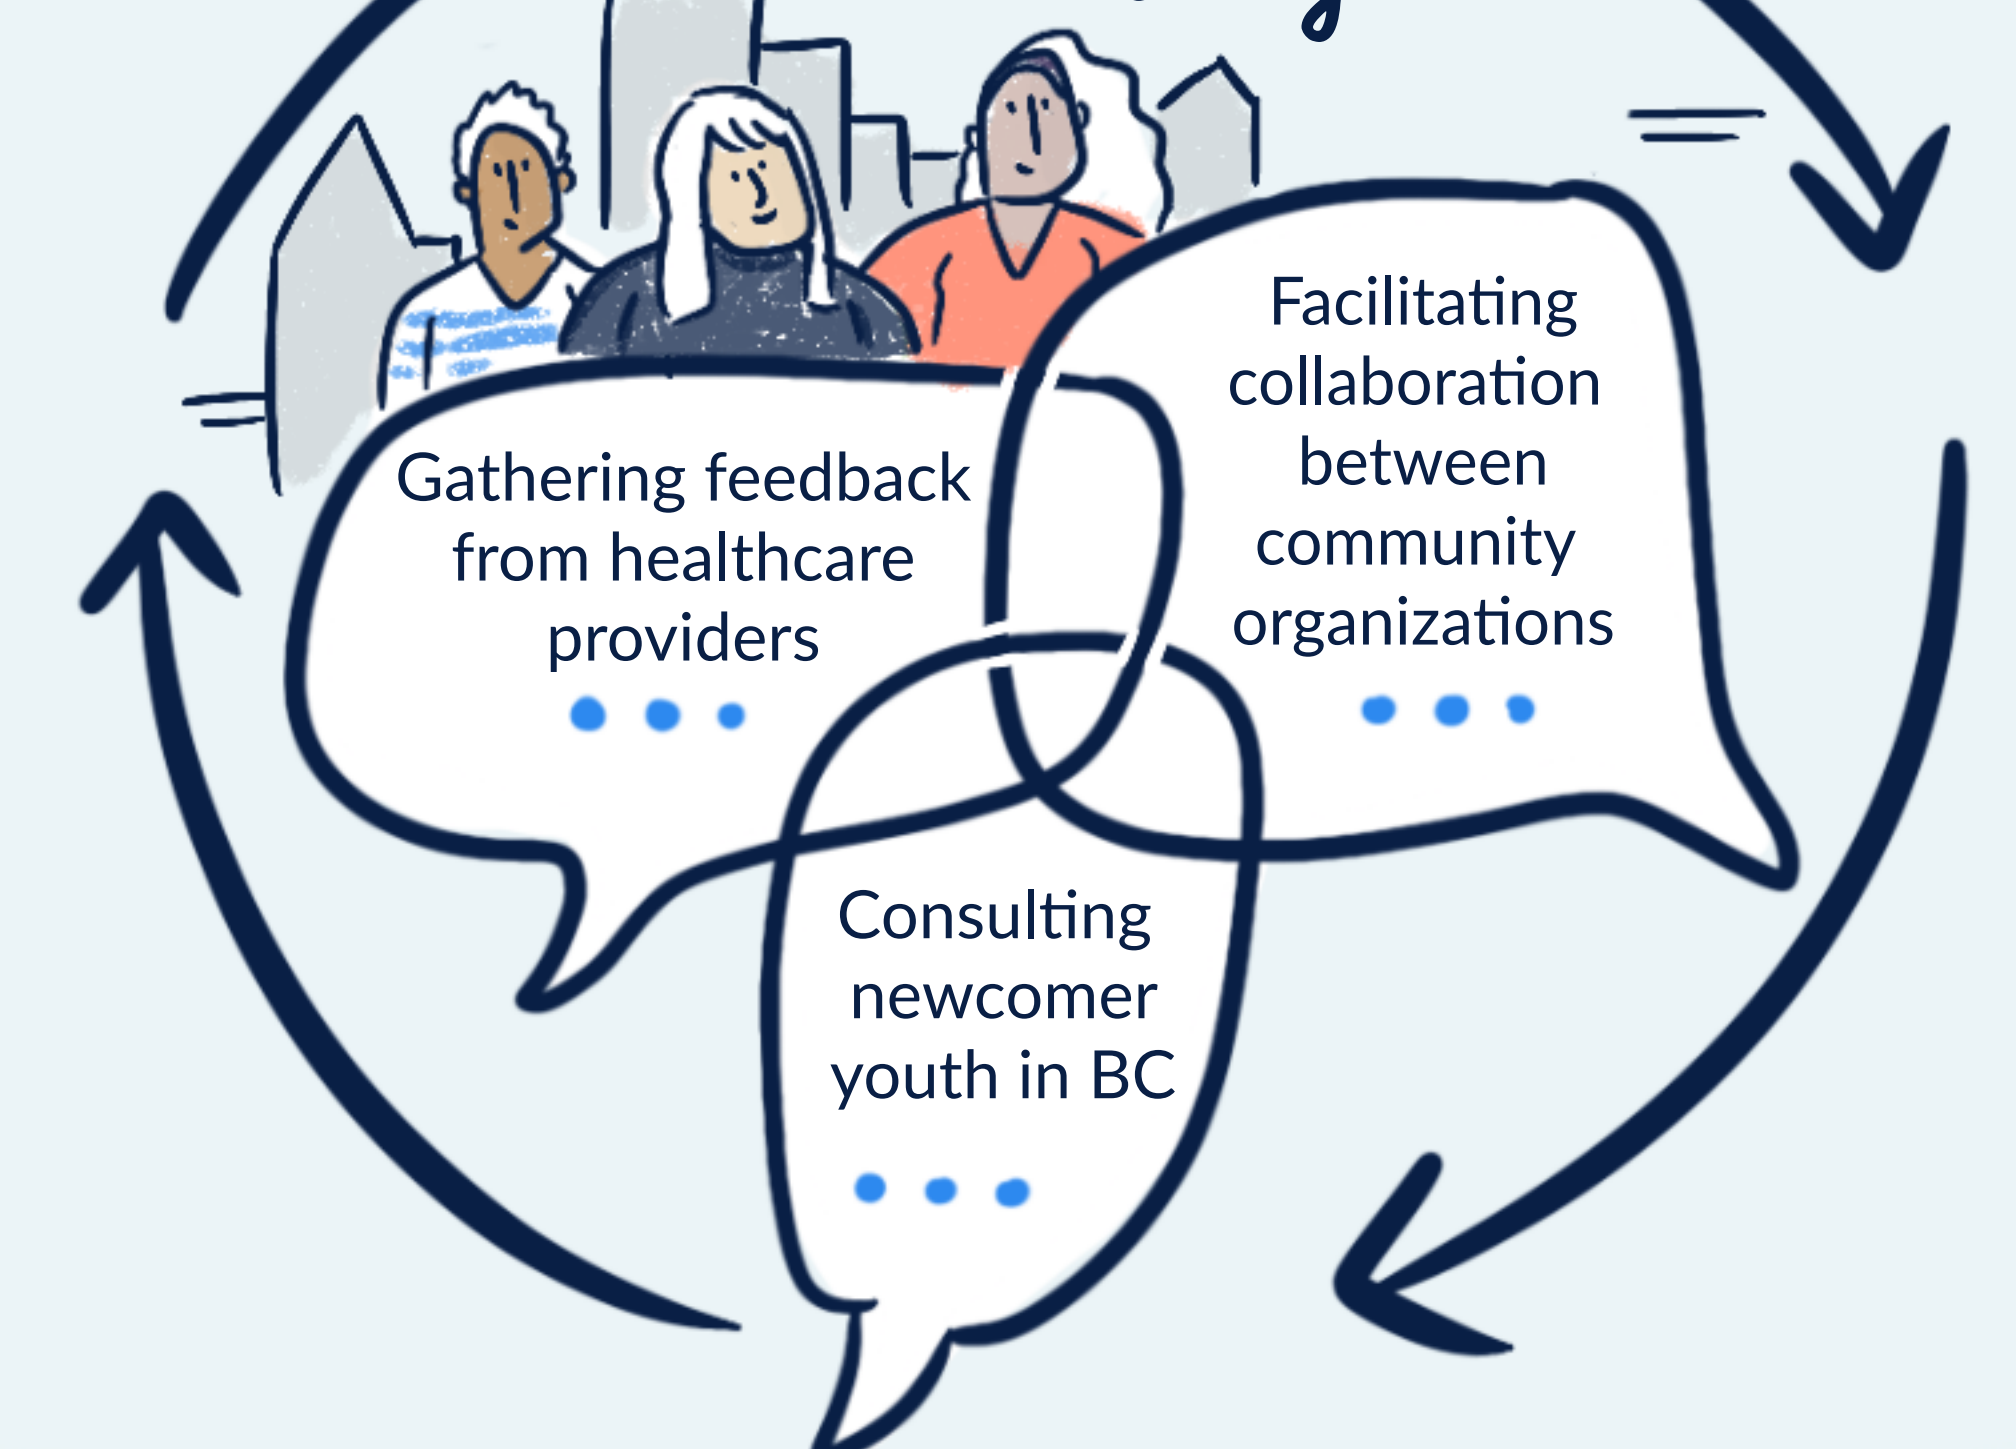 Gathering feedback
from healthcare
providers
Facilitating
collaboration
between
community
organizations
Consulting
newcomer
youth in BC